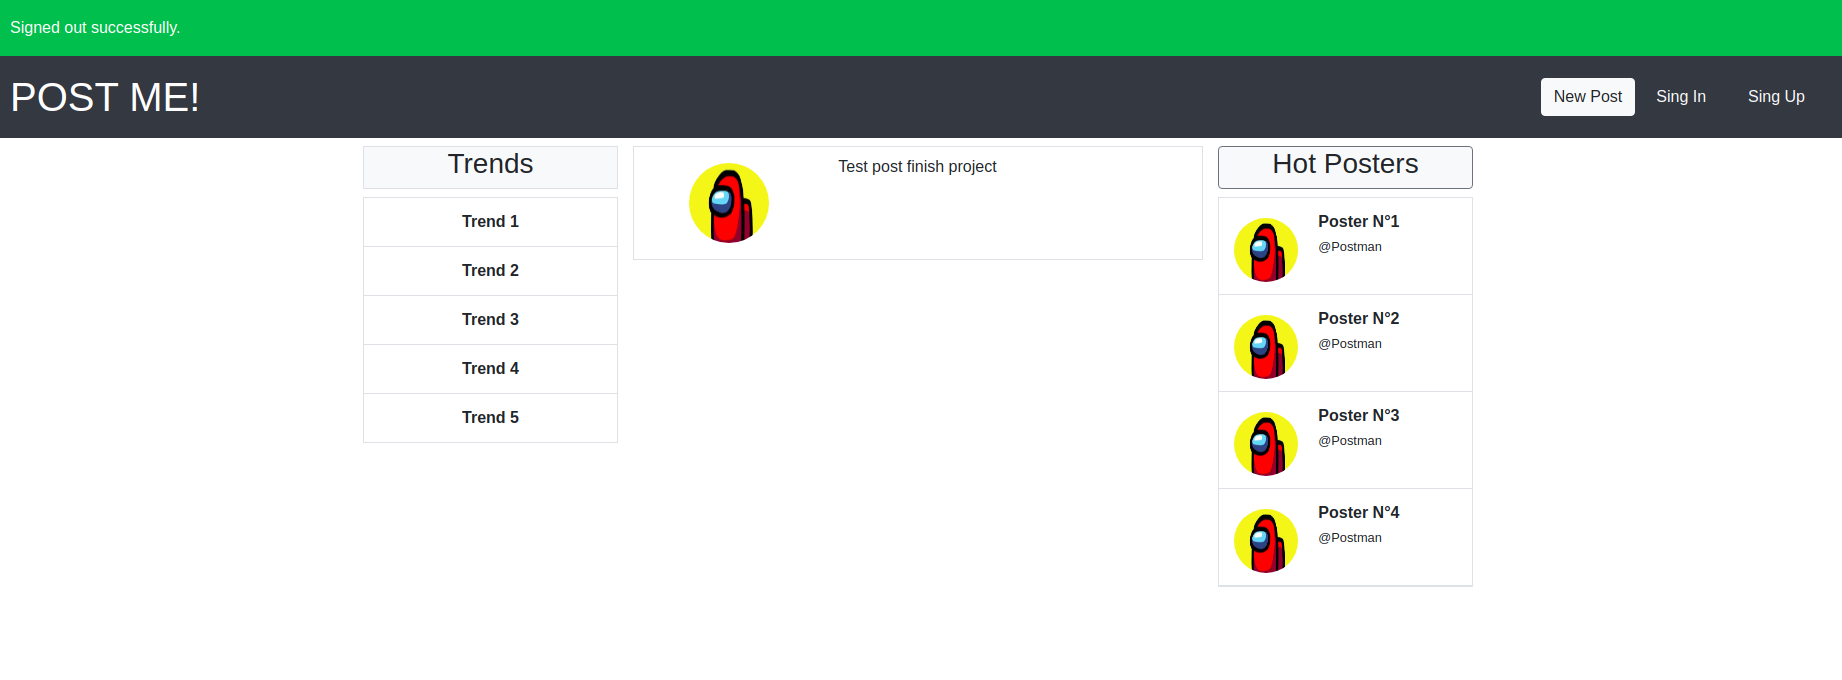 Signed out successfully.
POST ME!
New Post
Sing In
Sing Up
Trends
Trend 1
Trend 2
Trend 3
Trend 4
Trend 5
Test post finish project
Hot Posters
Poster N°1
@Postman
Poster N°2
@Postman
Poster N°3
@Postman
Poster N°4
@Postman